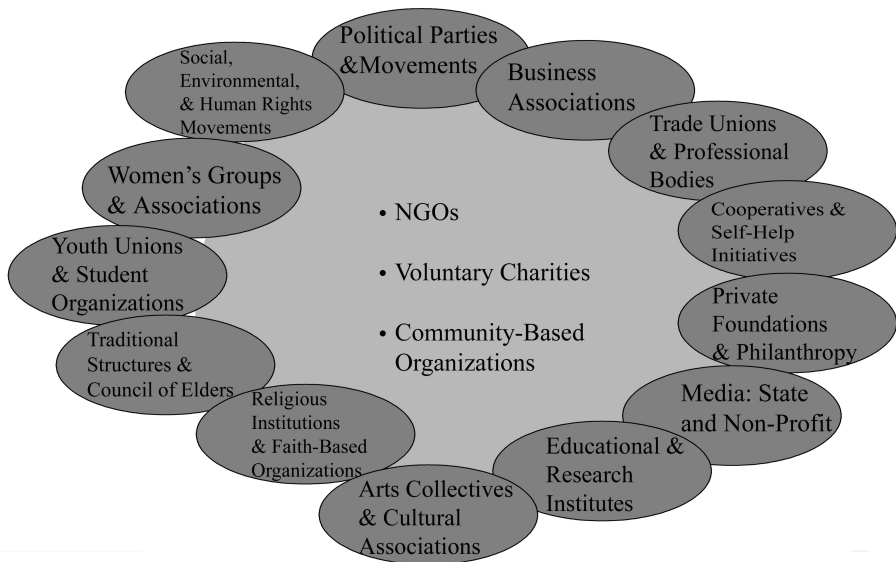 Political Parties
&Movements
Business
Associations
Trade Unions
& Professional
Bodies
Cooperatives &
Self-Help
Initiatives
Private
Foundations
& Philanthropy
Media: State
and Non-Profit
Educational &
Research
Institutes
Arts Collectives
& Cultural
Associations
Religious
Institutions
& Faith-Based
Organizations
Traditional
Structures &
Council of Elders
Youth Unions
& Student
Organizations
Women’s Groups
& Associations
Social,
Environmental,
& Human Rights
Movements
• NGOs
• Voluntary Charities
• Community-Based
Organizations